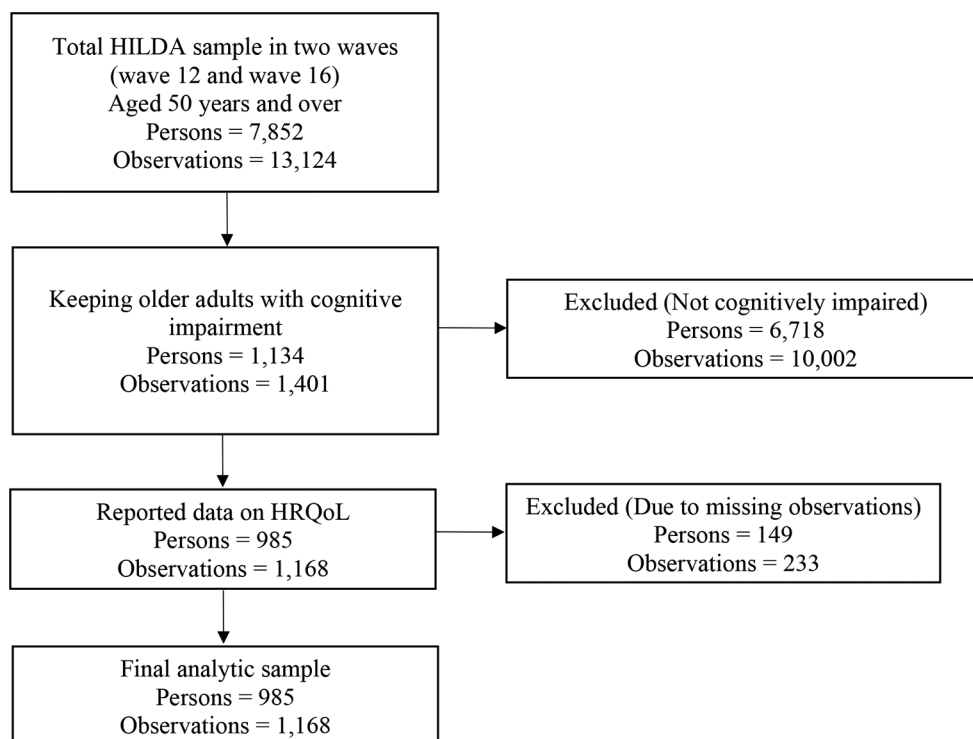 Total HILDA sample in two waves
(wave 12 and wave 16)
Aged 50 years and over
Persons = 7,852
Observations = 13,124
Keeping older adults with cognitive
impairment
Persons = 1,134
Observations = 1,401
Excluded (Not cognitively impaired)
Persons = 6,718
Observations = 10,002
Reported data on HRQoL
Persons = 985
Observations = 1,168
Excluded (Due to missing observations)
Persons = 149
Observations = 233
Final analytic sample
Persons = 985
Observations = 1,168